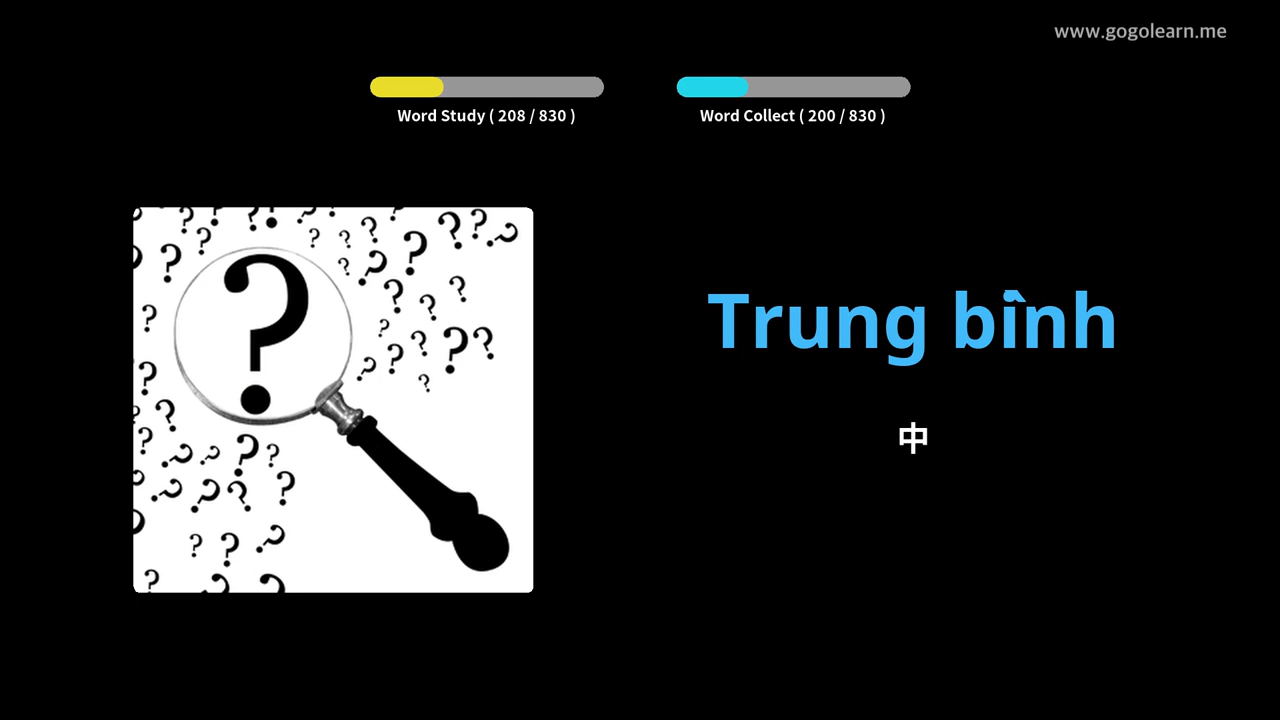 www.gogolearn.me
Word Study ( 208 / 830 )
Word Collect ( 200 / 830 )
Trung bình
中